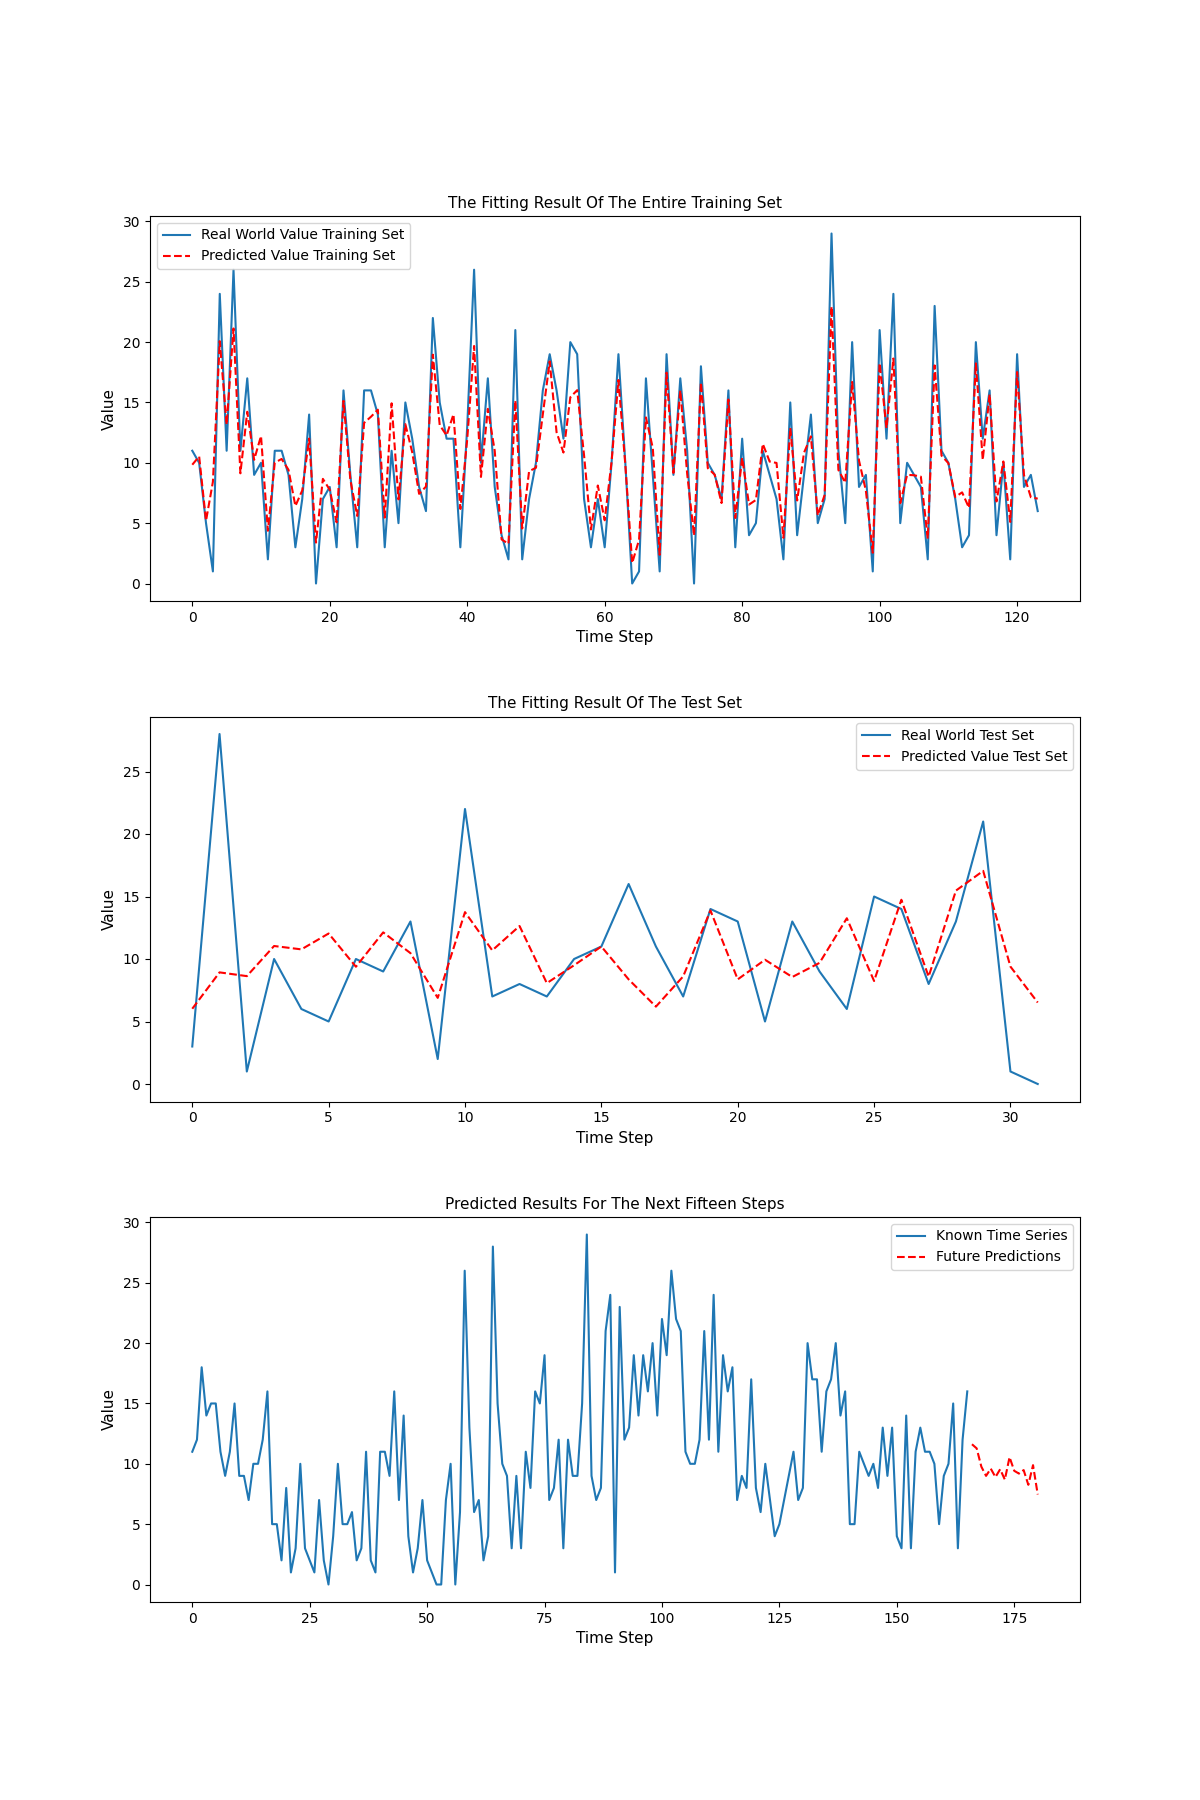 The Fitting Result Of The Entire Training Set
30
25
20
15
10
5
0
Value
Real World Value Training Set
Predicted Value Training Set
0 20 40 60 80 100 120
Time Step
The Fitting Result Of The Test Set
25
20
15
10
5
0
Value
Real World Test Set
Predicted Value Test Set
0 5 10 15 20 25 30
Time Step
Predicted Results For The Next Fifteen Steps
30
25
20
15
10
5
0
Value
Known Time Series
Future Predictions
0 25 50 75 100 125 150 175
Time Step